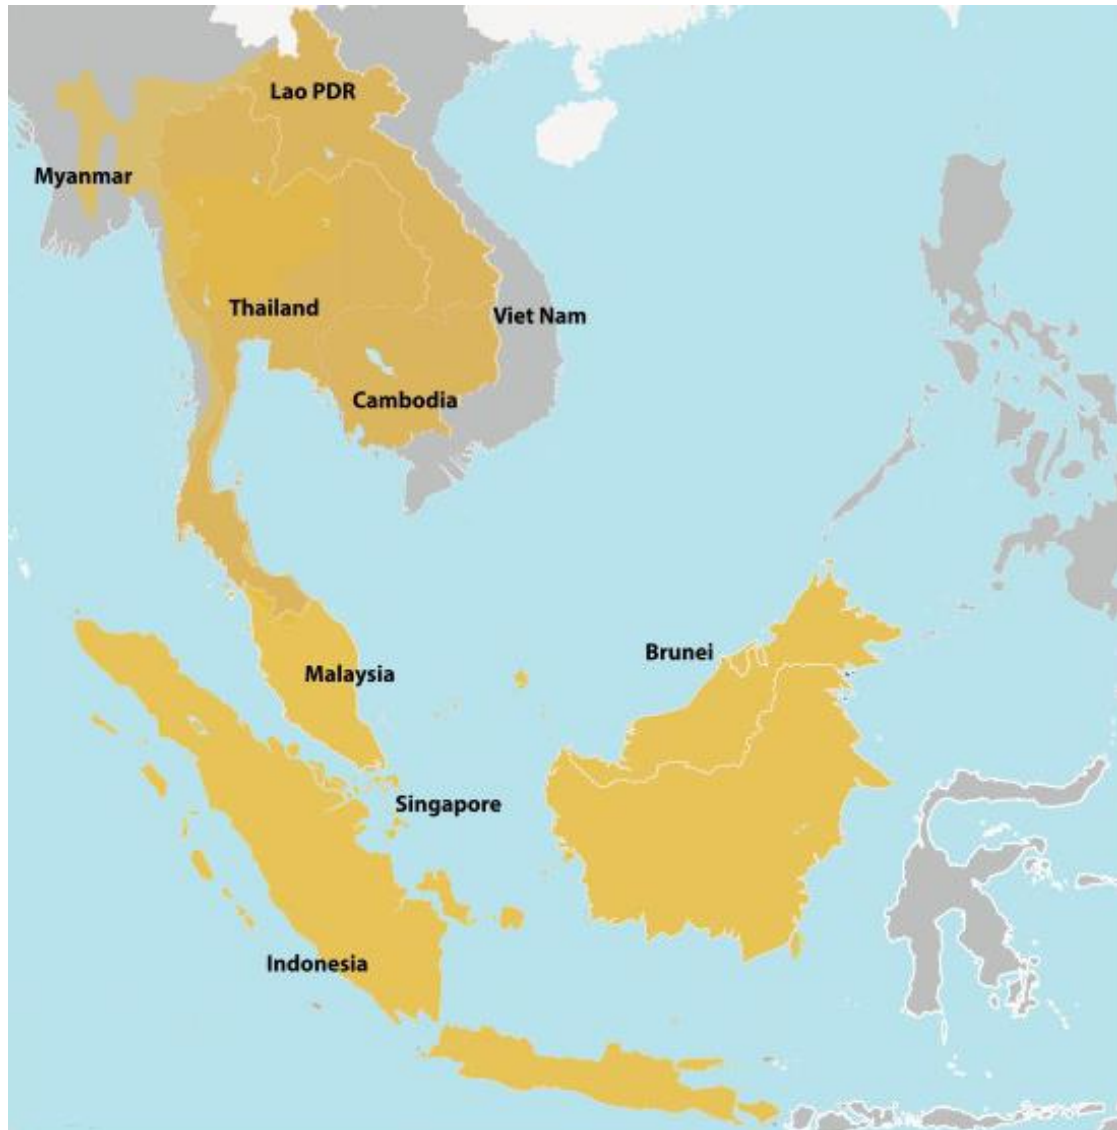 Lao PDR
Myanmar
Thailand
Viet Nam
Cambodia
Brunei
Malaysia
Singapore
Indonesia